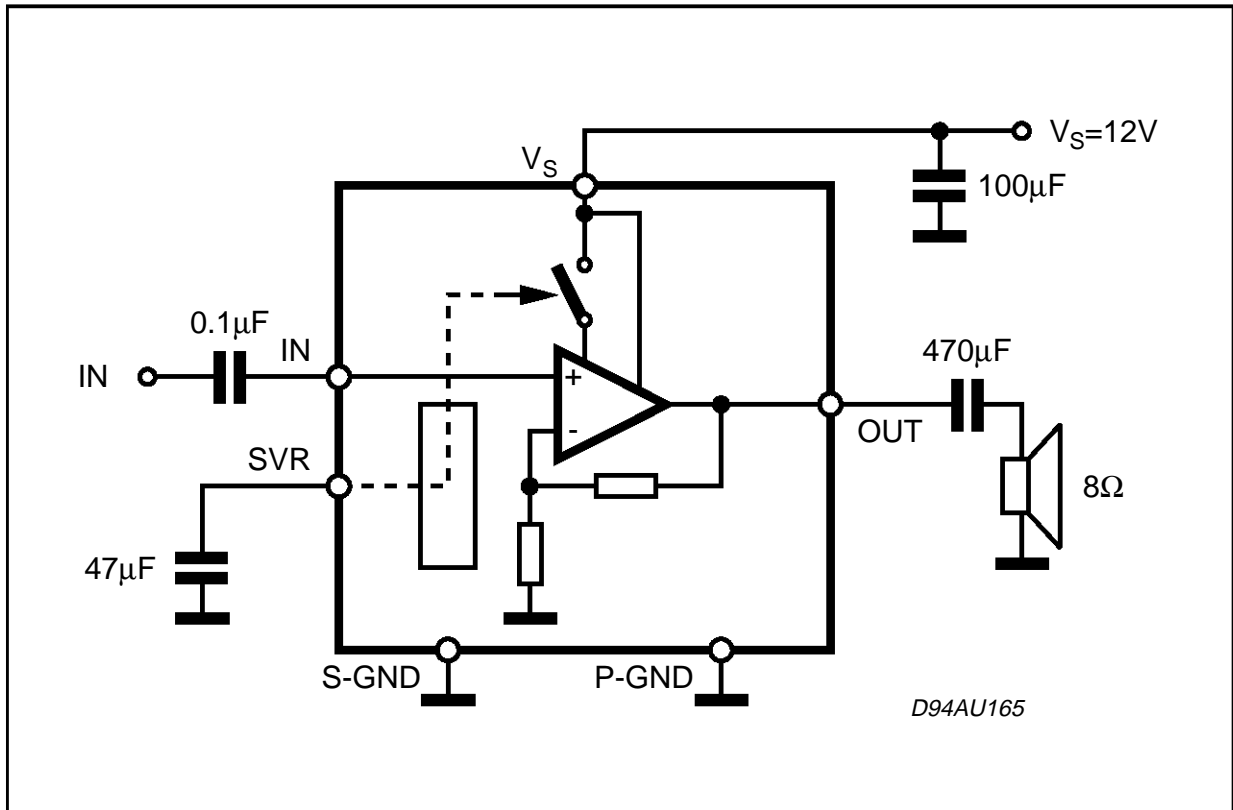 V_S=12V
V_S
100µF
0.1µF
IN
IN
+
470µF
-
OUT
SVR
8Ω
47µF
S-GND
P-GND
D94AU165